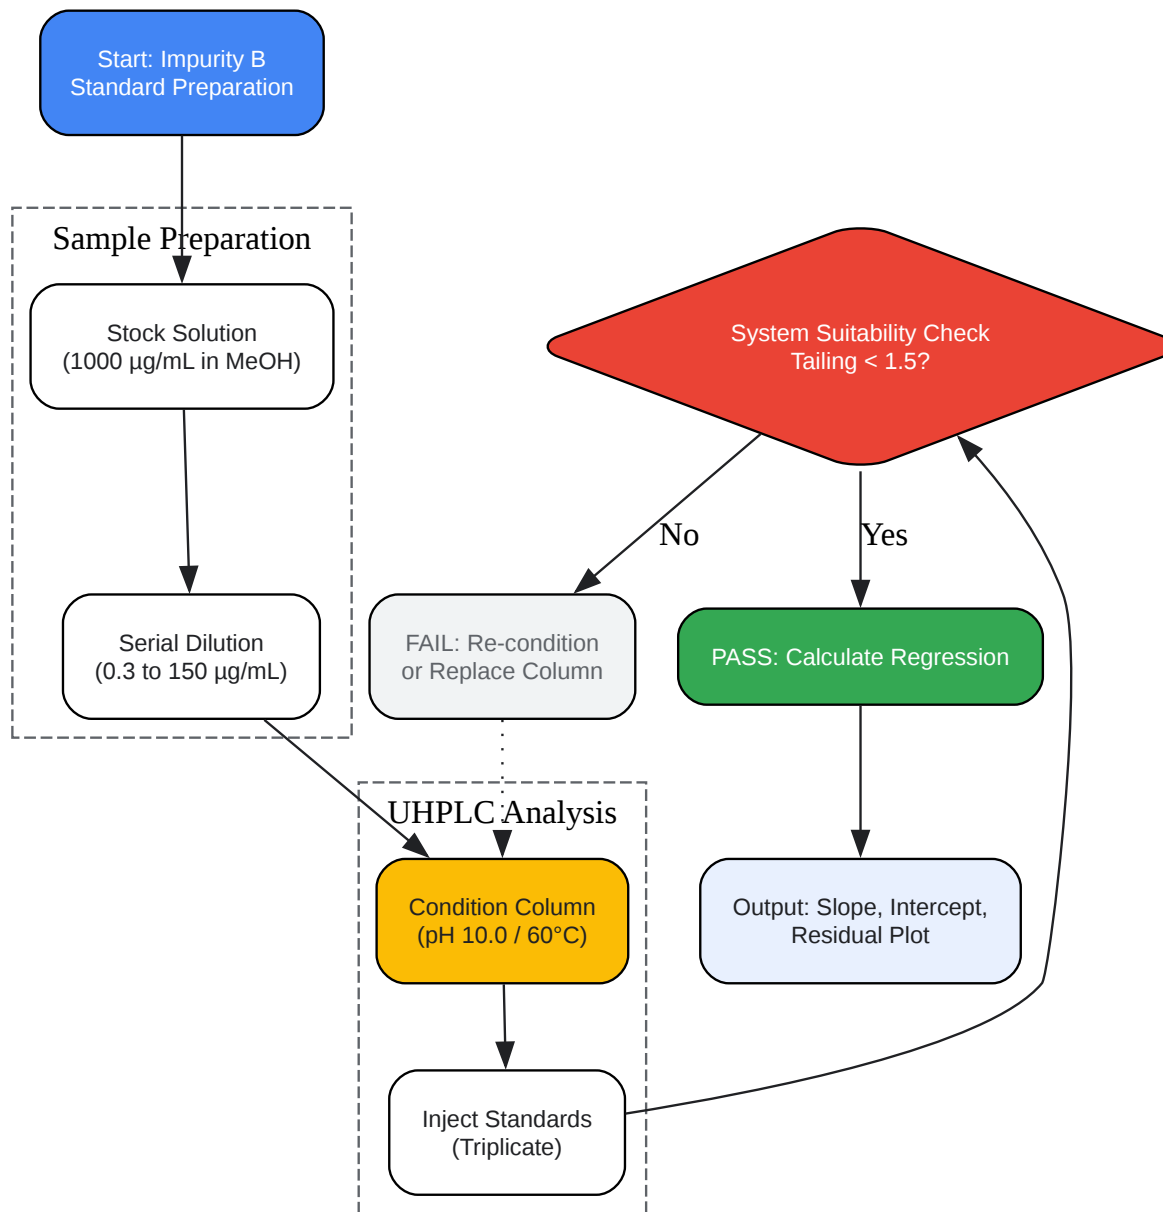 Start: Impurity B
Standard Preparation
Sample Preparation
Stock Solution
(1000 µg/mL in MeOH)
Serial Dilution
(0.3 to 150 µg/mL)
System Suitability Check
Tailing < 1.5?
No
Yes
FAIL: Re-condition
or Replace Column
PASS: Calculate Regression
UHPLC Analysis
Condition Column
(pH 10.0 / 60°C)
Output: Slope, Intercept,
Residual Plot
Inject Standards
(Triplicate)